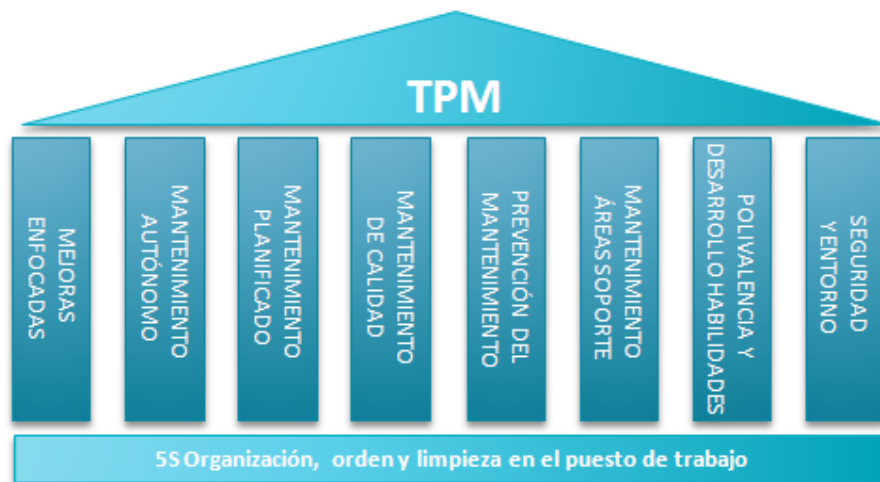 TPM
MEJORAS
ENFOCADAS
MANTENIMIENTO
AUTÓNOMO
MANTENIMIENTO
PLANIFICADO
MANTENIMIENTO
DE CALIDAD
PREVENCIÓN DEL
MANTENIMIENTO
MANTENIMIENTO
ÁREAS SOPORTE
POLIVALENCIA Y
DESARROLLO HABILIDADES
SEGURIDAD
Y ENTORNO
5S Organización, orden y limpieza en el puesto de trabajo